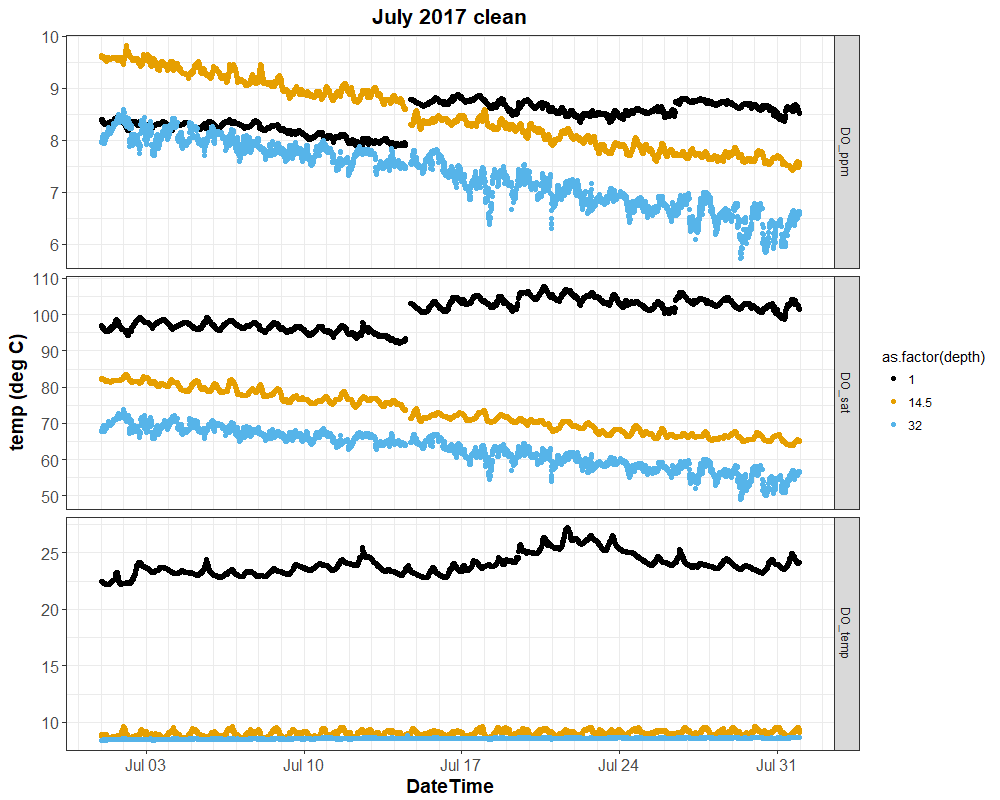 July 2017 clean
10
9
8
7
6
DO_ppm
110
100
90
80
70
60
50
DO_sat
temp (deg C)
25
20
15
10
DO_temp
Jul 03
Jul 10
Jul 17
Jul 24
Jul 31
DateTime
as.factor(depth)
1
14.5
32